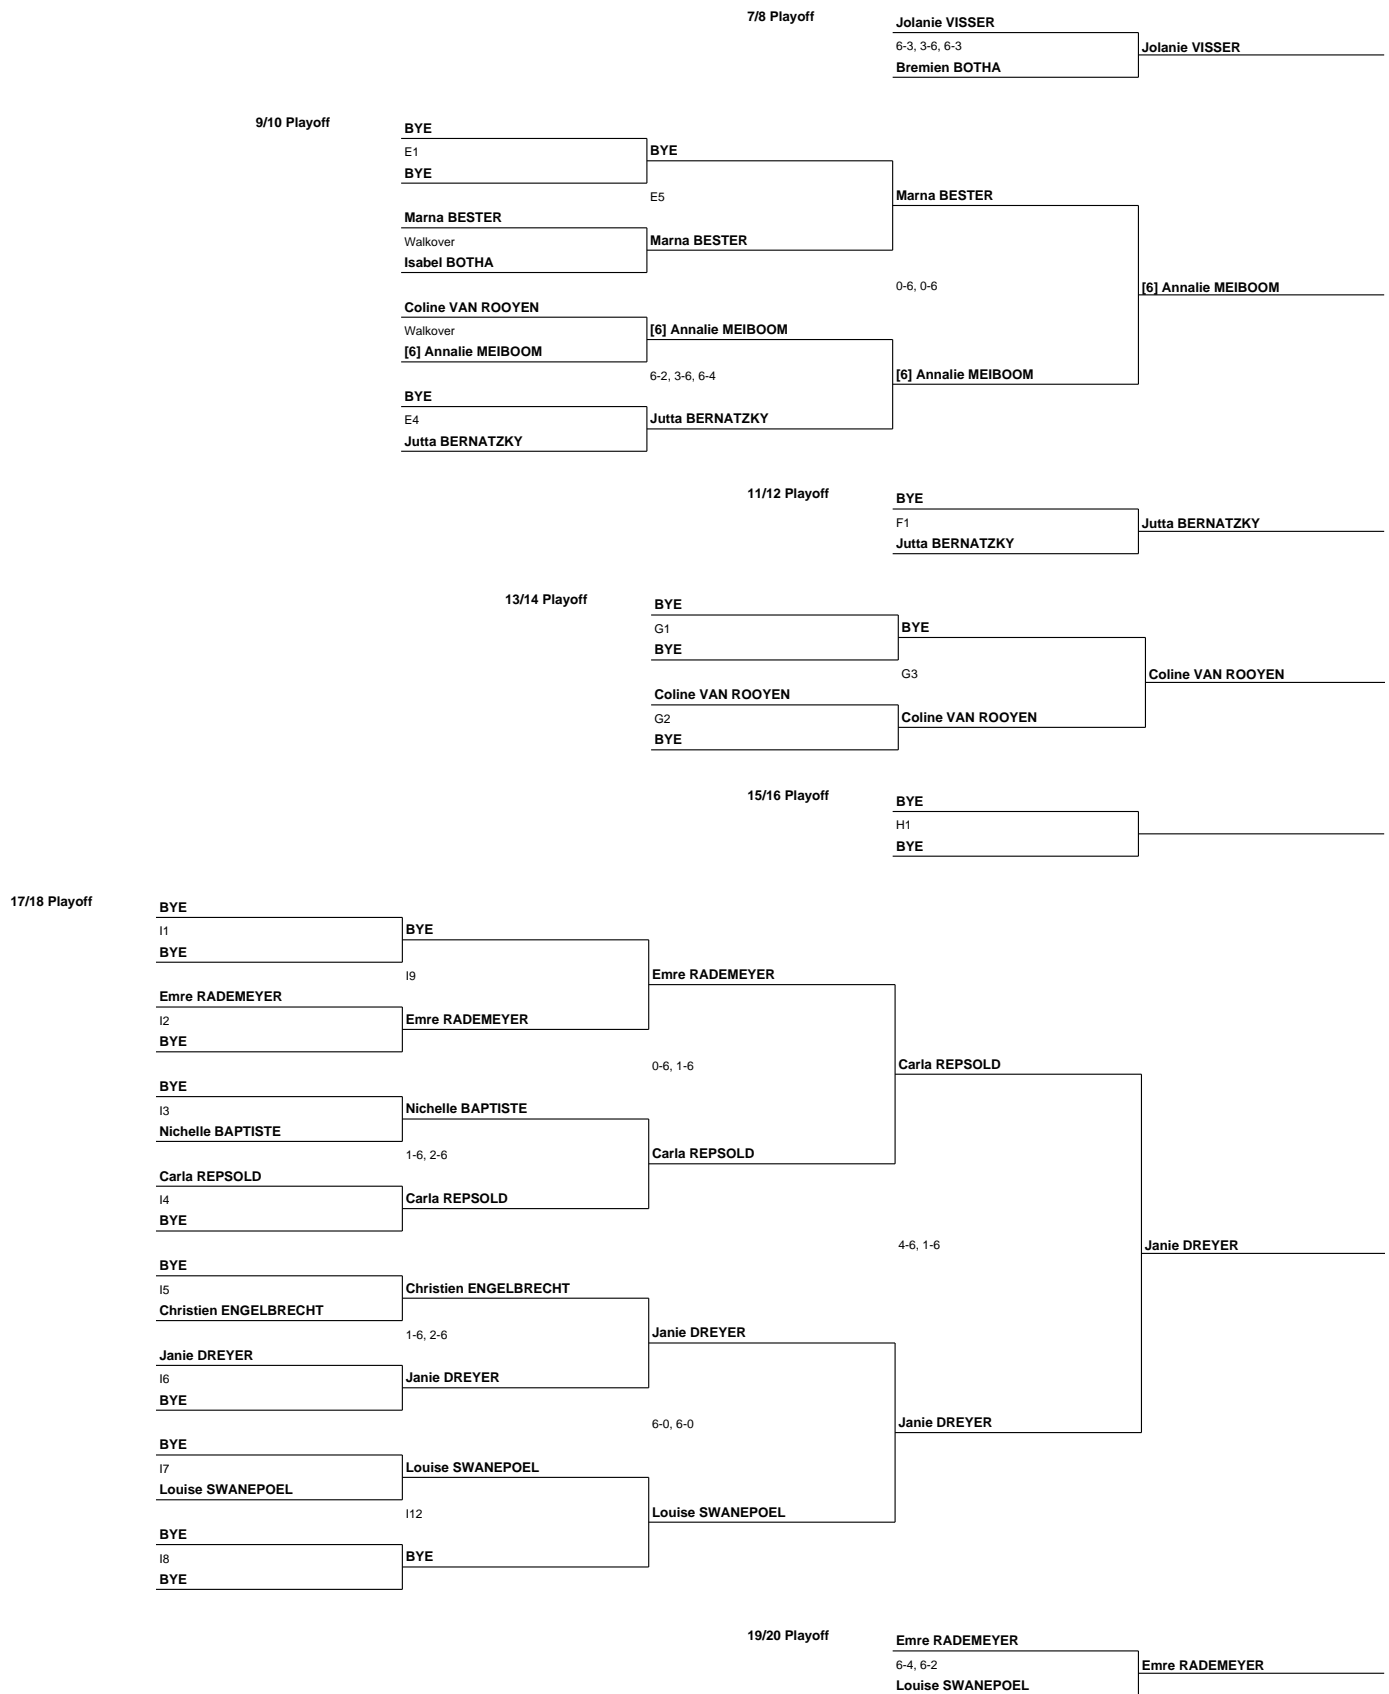 7/8 Playoff
Jolanie VISSER
6-3, 3-6, 6-3
Jolanie VISSER
Bremien BOTHA
9/10 Playoff
BYE
E1
BYE
BYE
E5
Marna BESTER
Marna BESTER
Walkover
Marna BESTER
Isabel BOTHA
0-6, 0-6
[6] Annalie MEIBOOM
Coline VAN ROOYEN
Walkover
[6] Annalie MEIBOOM
[6] Annalie MEIBOOM
6-2, 3-6, 6-4
[6] Annalie MEIBOOM
BYE
E4
Jutta BERNATZKY
Jutta BERNATZKY
11/12 Playoff
BYE
F1
Jutta BERNATZKY
Jutta BERNATZKY
13/14 Playoff
BYE
G1
BYE
BYE
G3
Coline VAN ROOYEN
Coline VAN ROOYEN
G2
Coline VAN ROOYEN
BYE
15/16 Playoff
BYE
H1
BYE
17/18 Playoff
BYE
I1
BYE
BYE
I9
Emre RADEMEYER
Emre RADEMEYER
I2
Emre RADEMEYER
BYE
0-6, 1-6
Carla REPSOLD
BYE
I3
Nichelle BAPTISTE
Nichelle BAPTISTE
1-6, 2-6
Carla REPSOLD
Carla REPSOLD
I4
Carla REPSOLD
BYE
4-6, 1-6
Janie DREYER
BYE
I5
Christien ENGELBRECHT
Christien ENGELBRECHT
1-6, 2-6
Janie DREYER
Janie DREYER
I6
Janie DREYER
BYE
6-0, 6-0
Janie DREYER
BYE
I7
Louise SWANEPOEL
Louise SWANEPOEL
I12
Louise SWANEPOEL
BYE
I8
BYE
BYE
19/20 Playoff
Emre RADEMEYER
6-4, 6-2
Emre RADEMEYER
Louise SWANEPOEL